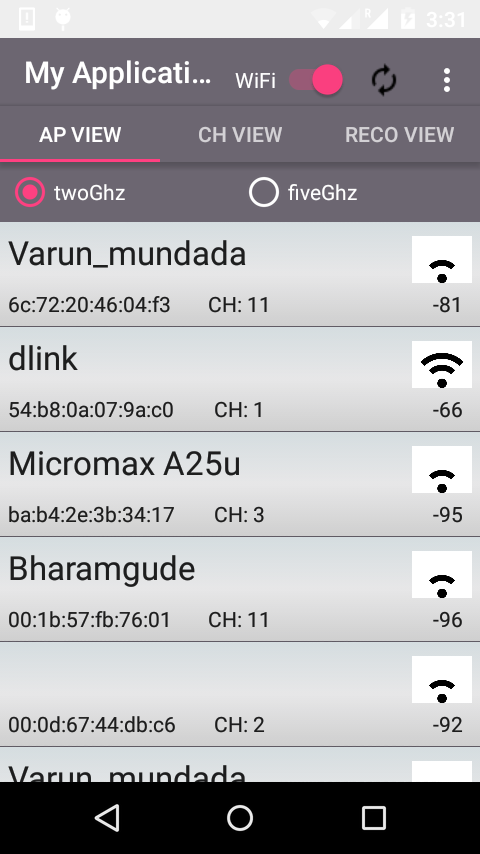 3:31
My Applicati...
WiFi
AP VIEW CH VIEW RECO VIEW
twoGhz fiveGhz
Varun_mundada
6c:72:20:46:04:f3 CH: 11 -81
dlink
54:b8:0a:07:9a:c0 CH: 1 -66
Micromax A25u
ba:b4:2e:3b:34:17 CH: 3 -95
Bharamgude
00:1b:57:fb:76:01 CH: 11 -96
00:0d:67:44:db:c6 CH: 2 -92
Varun_mundada